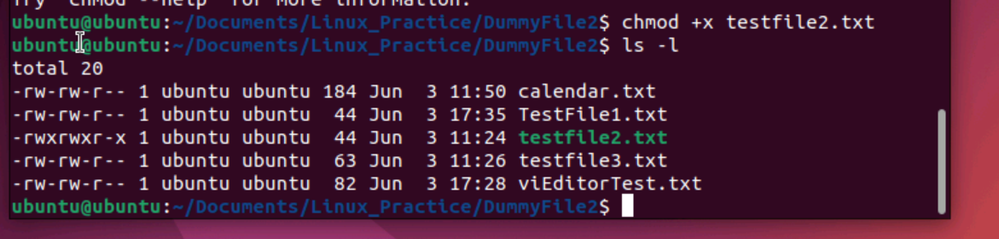 Try 'chmod --help' for more information.
ubuntu@ubuntu:~/Documents/Linux_Practice/DummyFile2$ chmod +x testfile2.txt
ubuntu@ubuntu:~/Documents/Linux_Practice/DummyFile2$ ls -l
total 20
-rw-rw-r-- 1 ubuntu ubuntu 184 Jun  3 11:50 calendar.txt
-rw-rw-r-- 1 ubuntu ubuntu  44 Jun  3 17:35 TestFile1.txt
-rwxrwxr-x 1 ubuntu ubuntu  44 Jun  3 11:24 testfile2.txt
-rw-rw-r-- 1 ubuntu ubuntu  63 Jun  3 11:26 testfile3.txt
-rw-rw-r-- 1 ubuntu ubuntu  82 Jun  3 17:28 viEditorTest.txt
ubuntu@ubuntu:~/Documents/Linux_Practice/DummyFile2$